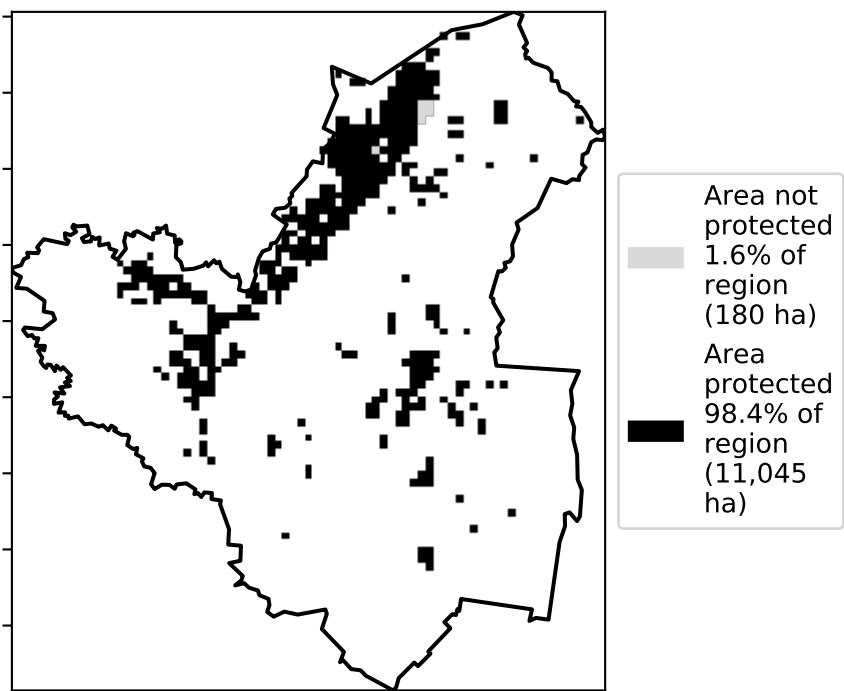 Area not
protected
1.6% of
region
(180 ha)
Area
protected
98.4% of
region
(11,045
ha)